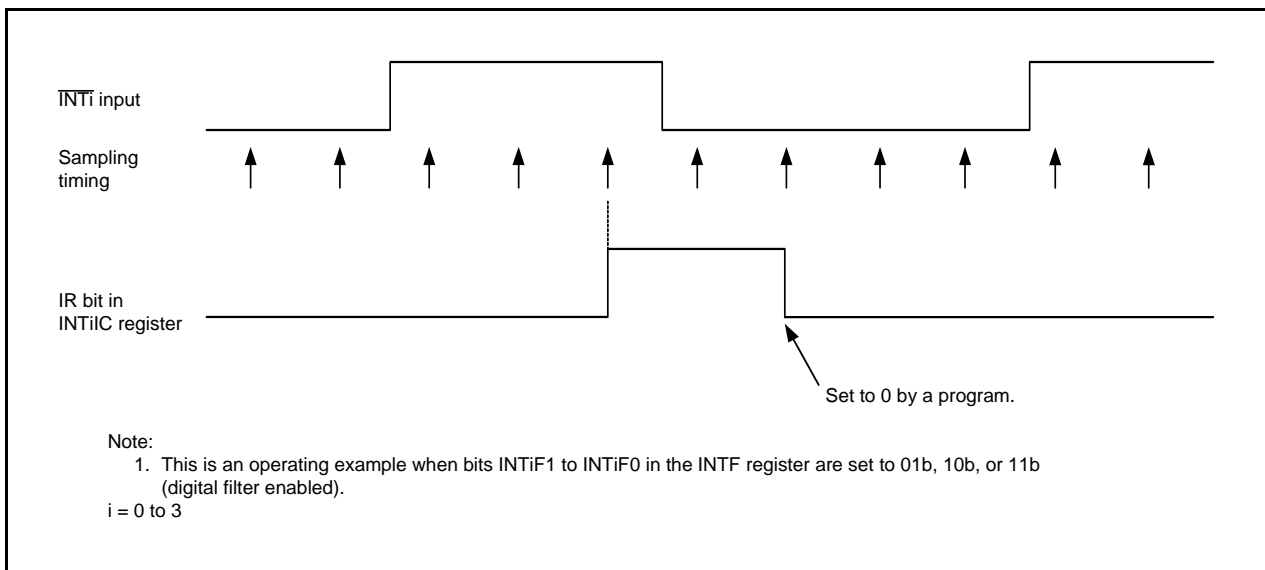 I̅N̅T̅i̅ input
Sampling
timing
IR bit in
INTiIC register
Set to 0 by a program.
Note:
1. This is an operating example when bits INTiF1 to INTiF0 in the INTF register are set to 01b, 10b, or 11b
(digital filter enabled).
i = 0 to 3